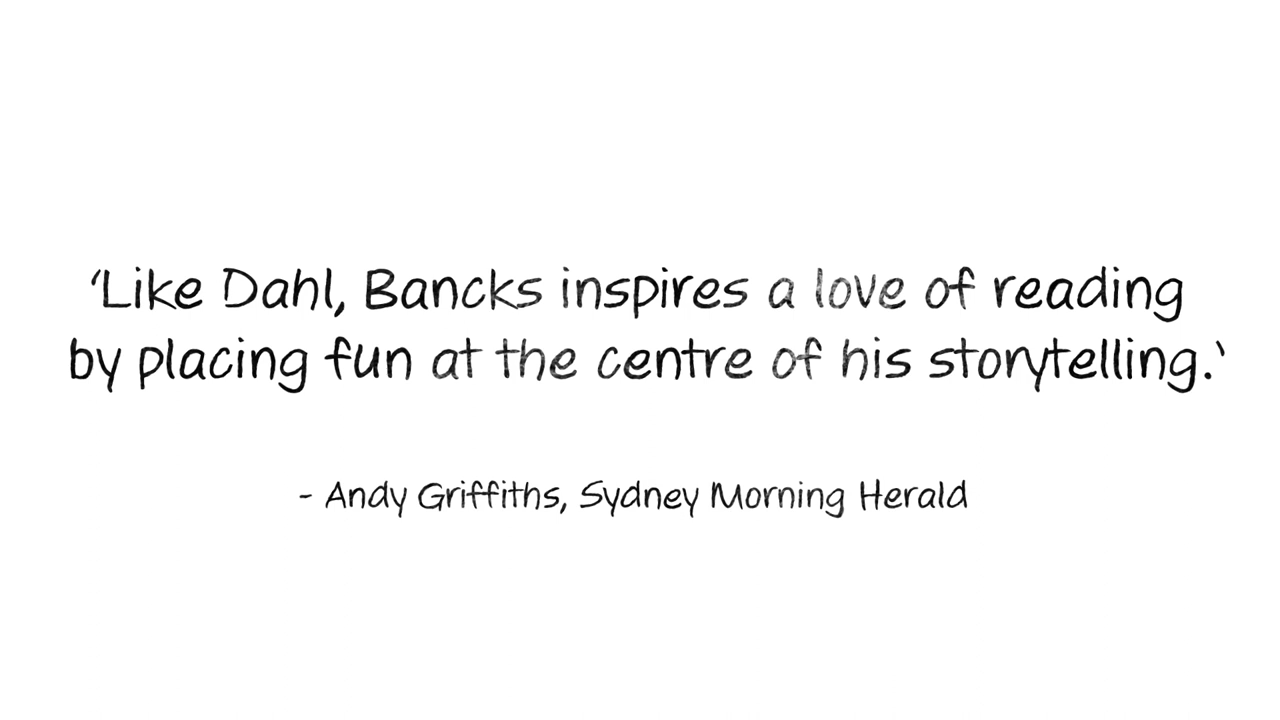 ‘Like Dahl, Bancks inspires a love of reading
by placing fun at the centre of his storytelling.‛
- Andy Griffiths, Sydney Morning Herald